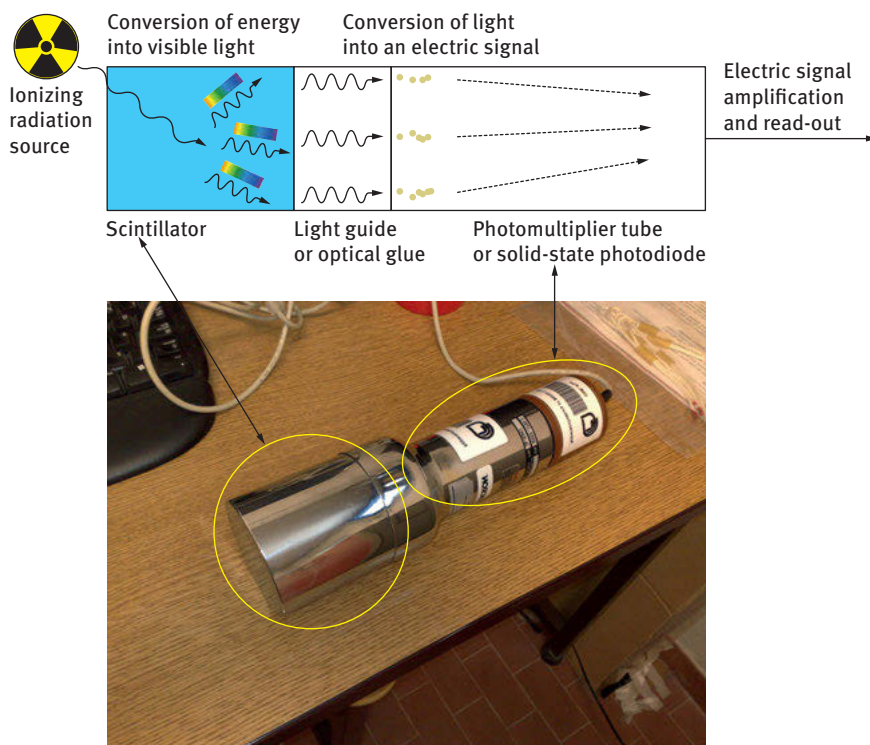 Conversion of energy
into visible light
Conversion of light
into an electric signal
Ionizing
radiation
source
Electric signal
amplification
and read-out
Scintillator
Light guide
or optical glue
Photomultiplier tube
or solid-state photodiode